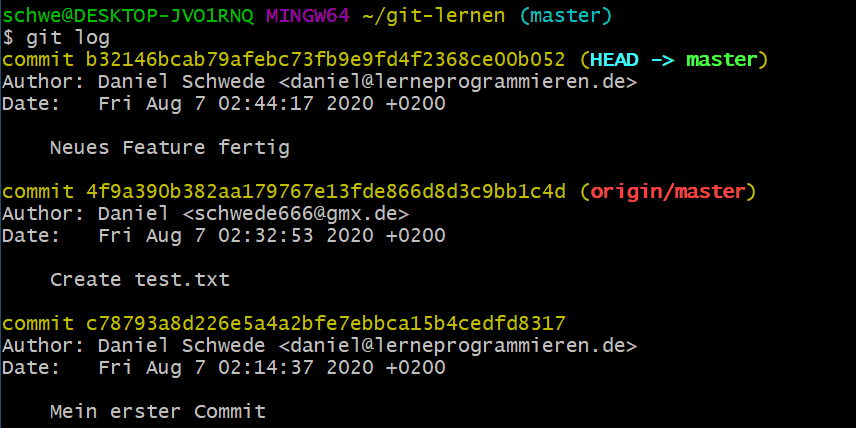 schwe@DESKTOP-JVO1RNQ MINGW64 ~/git-lernen (master)
$ git log
commit b32146bcab79afebc73fb9e9fd4f2368ce00b052 (HEAD -> master)
Author: Daniel Schwede <daniel@lerneprogrammieren.de>
Date:   Fri Aug 7 02:44:17 2020 +0200
Neues Feature fertig
commit 4f9a390b382aa179767e13fde866d8d3c9bb1c4d (origin/master)
Author: Daniel <schwede666@gmx.de>
Date:   Fri Aug 7 02:32:53 2020 +0200
Create test.txt
commit c78793a8d226e5a4a2bfe7ebbca15b4cedfd8317
Author: Daniel Schwede <daniel@lerneprogrammieren.de>
Date:   Fri Aug 7 02:14:37 2020 +0200
Mein erster Commit